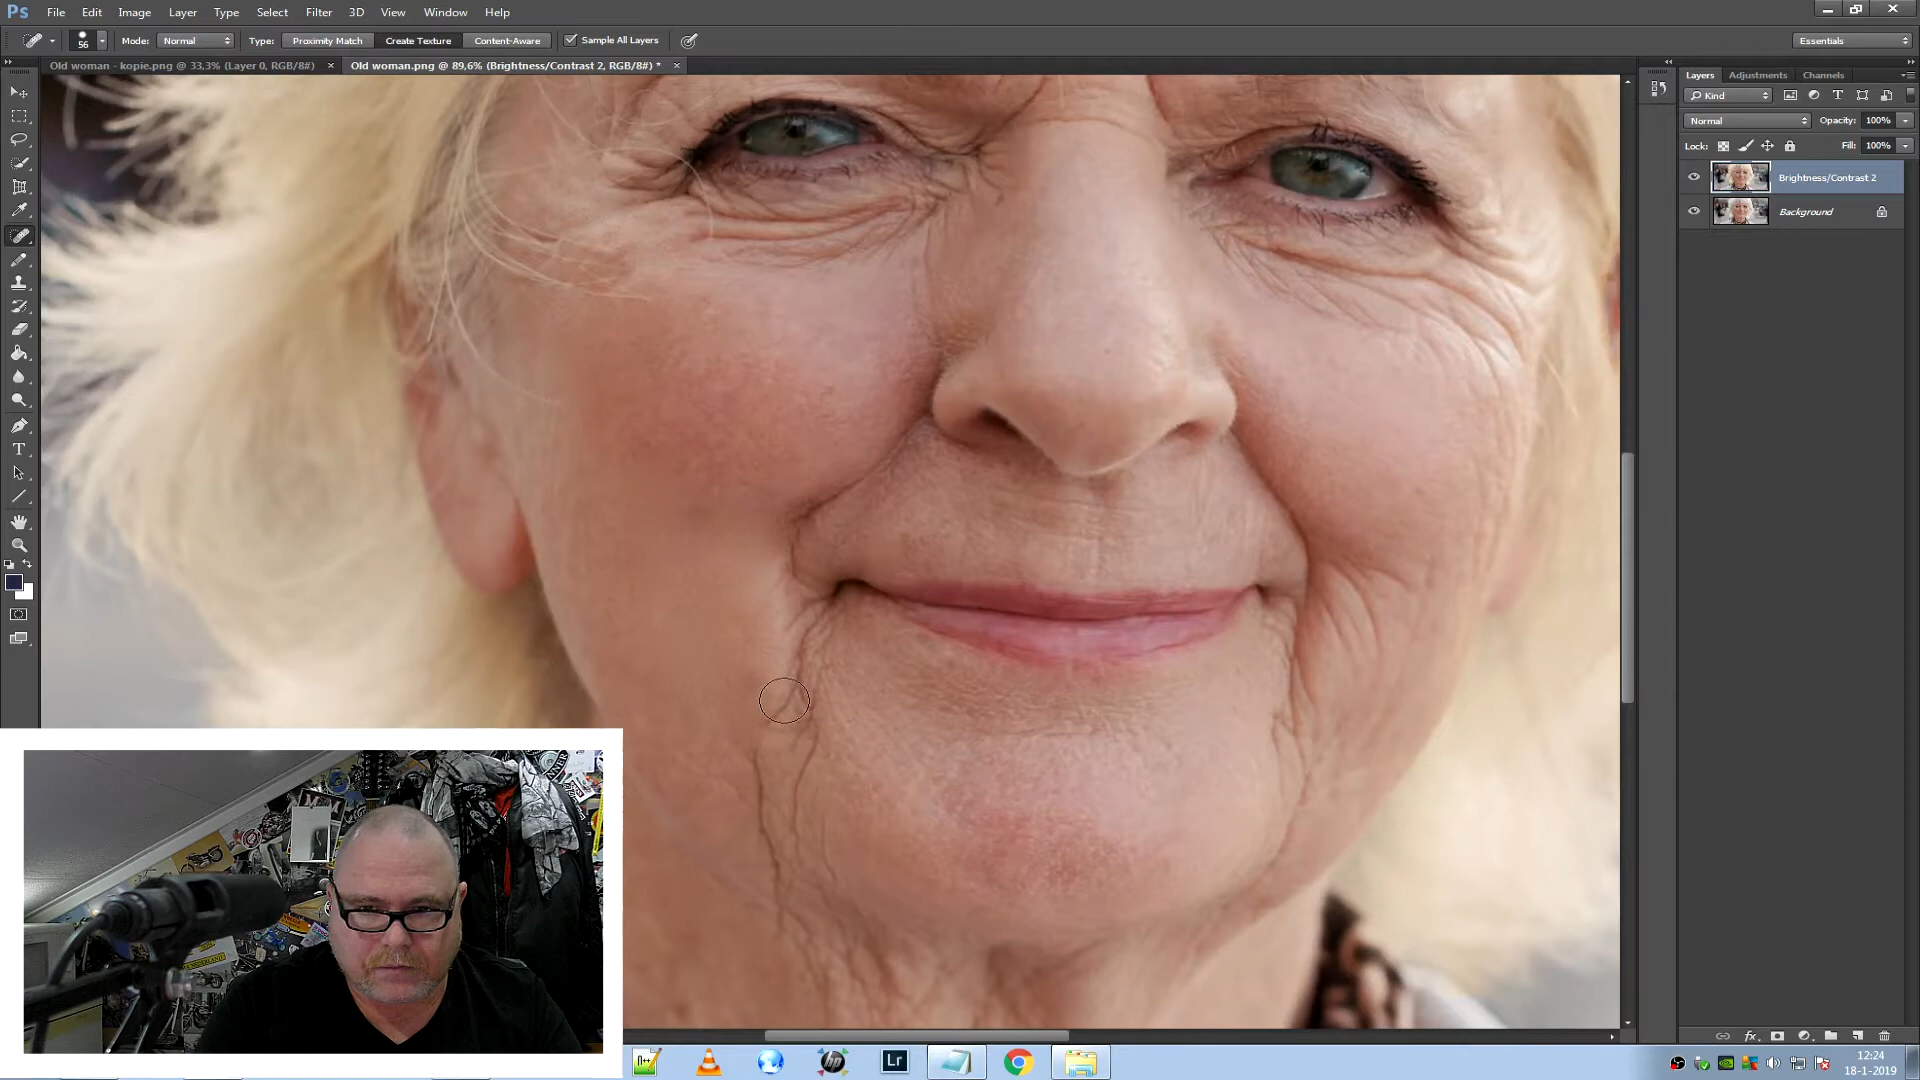 Ps File Edit Image Layer Type Select Filter 3D View Window Help
56 Mode: Normal Type: Proximity Match Create Texture Content-Aware Sample All Layers Essentials
Old woman - kopie.png @ 33,3% (Layer 0, RGB/8#) × Old woman.png @ 89,6% (Brightness/Contrast 2, RGB/8#) * ×
Layers Adjustments Channels
Kind
Normal Opacity: 100%
Lock: Fill: 100%
Brightness/Contrast 2
Background
fx
Lr
12:24
18-1-2019